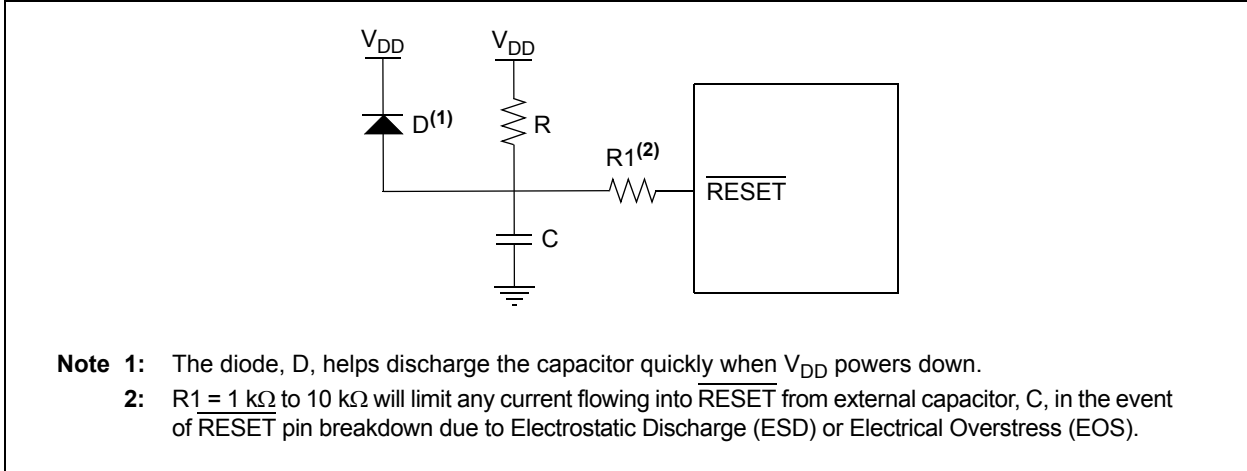 VDD VDD
D(1) R
R1(2)
RESET
C
Note 1: The diode, D, helps discharge the capacitor quickly when VDD powers down.
2: R1 = 1 kΩ to 10 kΩ will limit any current flowing into RESET from external capacitor, C, in the event
of RESET pin breakdown due to Electrostatic Discharge (ESD) or Electrical Overstress (EOS).